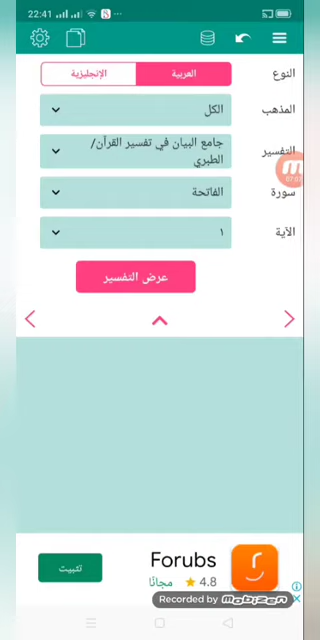 22:41
النوع
العربية
الإنجليزية
المذهب
الكل
التفسير
جامع البيان في تفسير القرآن/
الطبري
سورة
الفاتحة
الآية
١
عرض التفسير
Forubs
4.8 ★ مجانًا
تثبيت
Recorded by mobizen